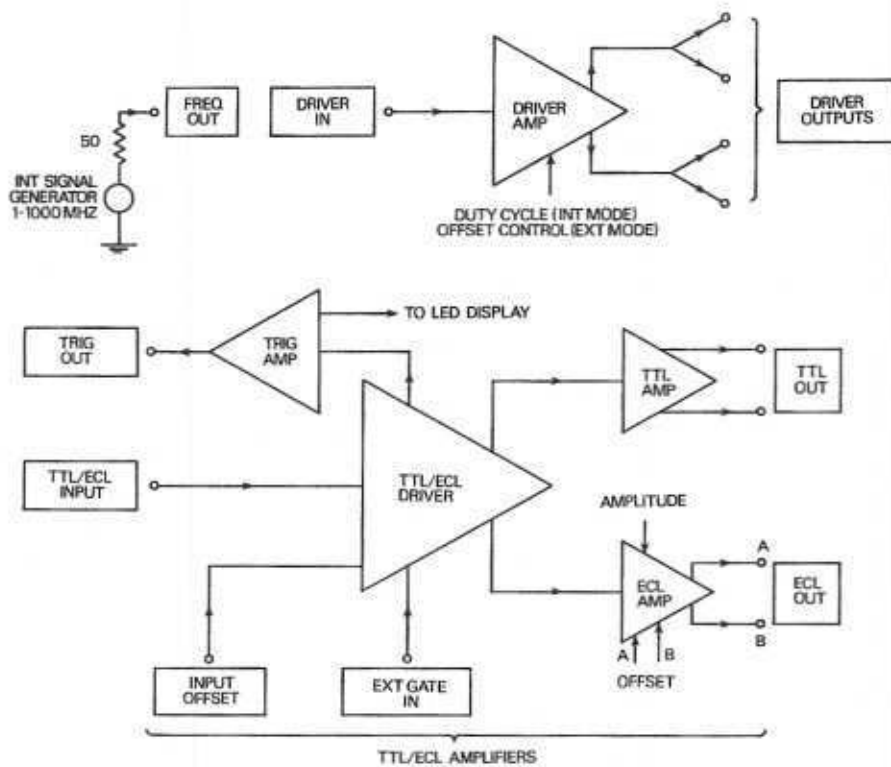 FREQ.
OUT
DRIVER
IN
DRIVER
AMP
DRIVER
OUTPUTS
50
INT SIGNAL
GENERATOR
1-1000 MHZ
DUTY CYCLE (INT MODE)
OFFSET CONTROL (EXT MODE)
TO LED DISPLAY
TRIG
OUT
TRIG
AMP
TTL
AMP
TTL
OUT
TTL/ECL
INPUT
TTL/ECL
DRIVER
AMPLITUDE
A
ECL
AMP
ECL
OUT
B
A
B
OFFSET
INPUT
OFFSET
EXT GATE
IN
TTL/ECL AMPLIFIERS